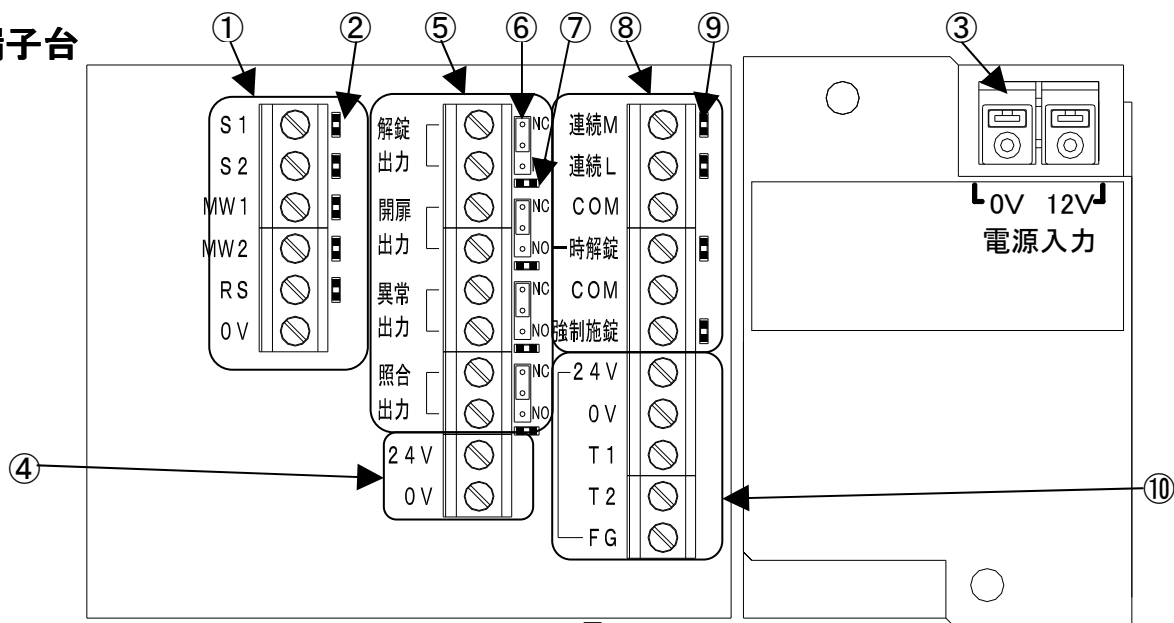 端子台
①
②
⑤
⑥
⑦
⑧
⑨
③
S1
S2
MW1
MW2
RS
0V
解錠
出力
開扉
出力
異常
出力
照合
出力
24V
0V
④
NC
NC
NO
NC
NO
NC
NO
連続M
連続L
COM
時解錠
COM
強制施錠
24V
0V
T1
T2
FG
⑩
0V 12V
電源入力